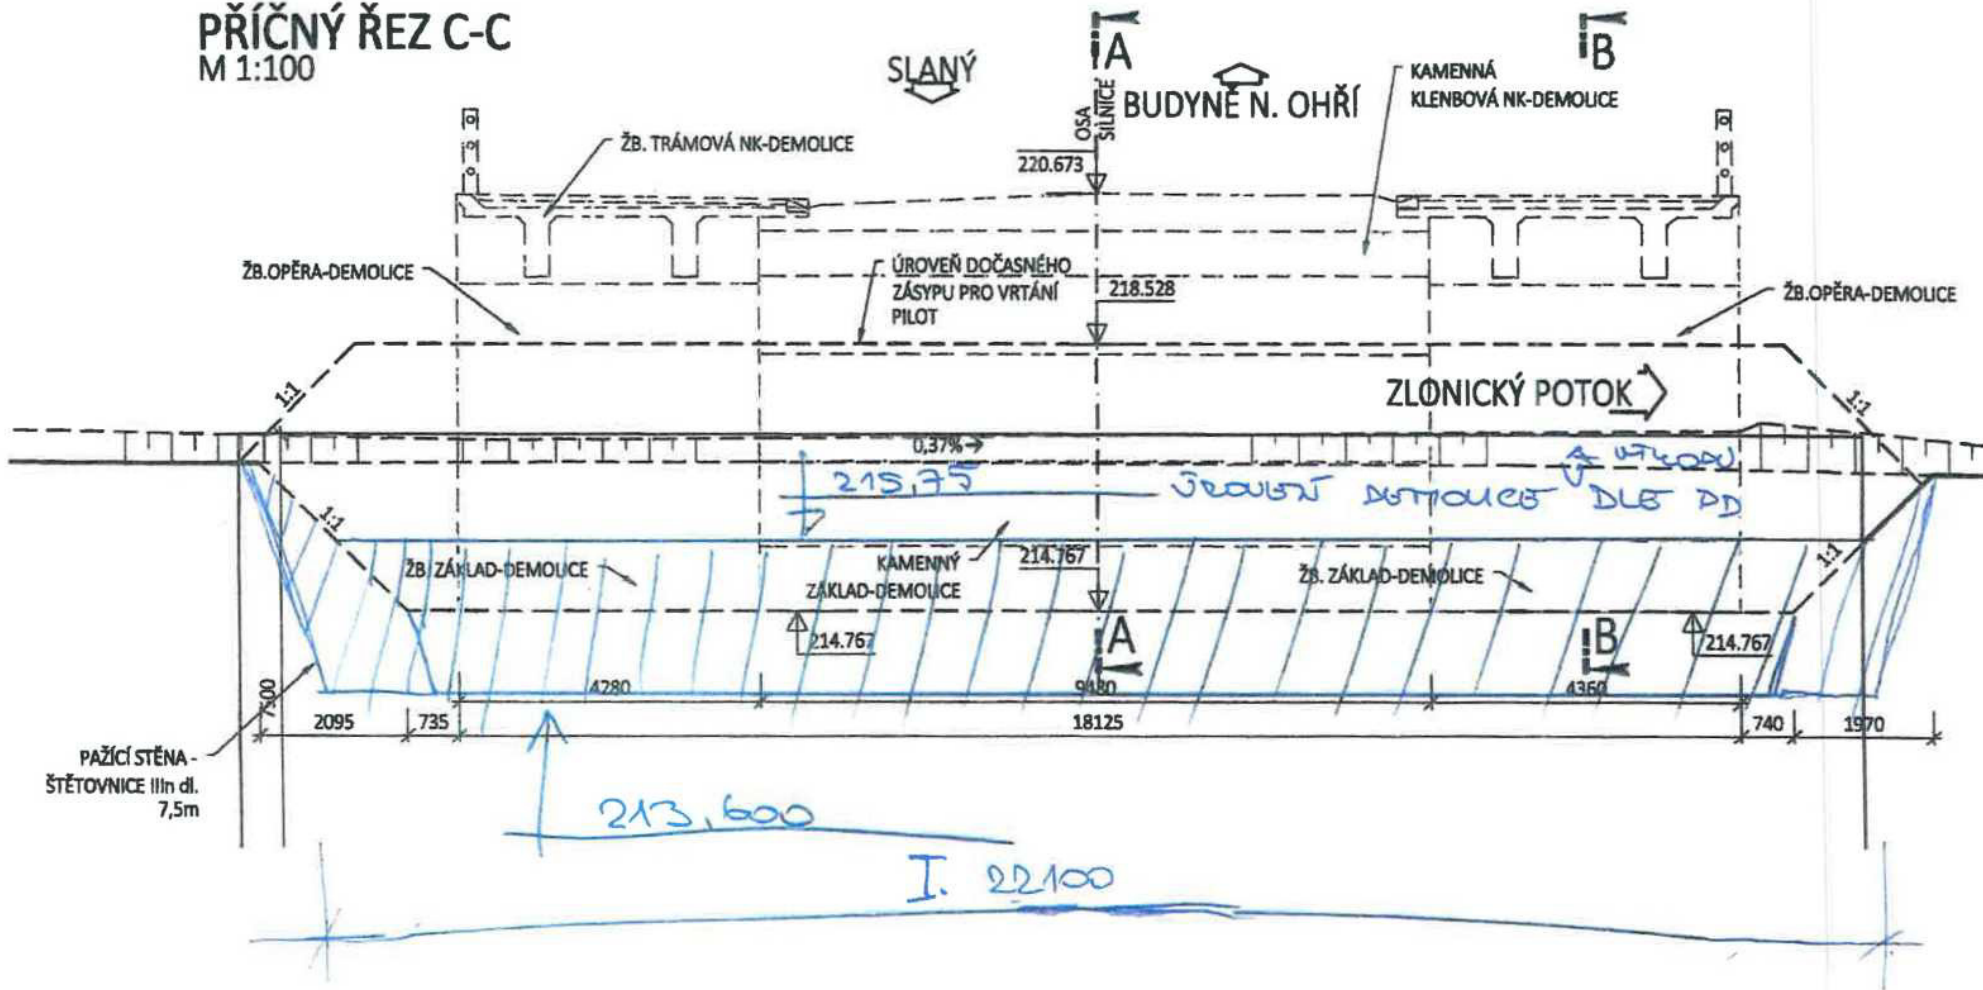 PŘÍČNÝ ŘEZ C-C
M 1:100
SLANÝ
A
B
OSA
SILNICE
BUDYNĚ N. OHŘÍ
KAMENNÁ
KLENBOVÁ NK-DEMOLICE
ŽB. TRÁMOVÁ NK-DEMOLICE
220.673
ŽB.OPĚRA-DEMOLICE
ÚROVEŇ DOČASNÉHO
ZÁSYPU PRO VRTÁNÍ
PILOT
218.528
ŽB.OPĚRA-DEMOLICE
ZLONICKÝ POTOK
1:1
1:1
0,37%
215,75
ÚROVEŇ DEMOLICE DLE PD
A VÝKOPU
1:1
1:1
ŽB. ZÁKLAD-DEMOLICE
KAMENNÝ
ZÁKLAD-DEMOLICE
214.767
ŽB. ZÁKLAD-DEMOLICE
214.767
A
B
214.767
4280
9480
4360
7,500
2095
735
18125
740
1970
PAŽÍCÍ STĚNA -
ŠTĚTOVNICE IIIn dl.
7,5m
213,600
I. 22100